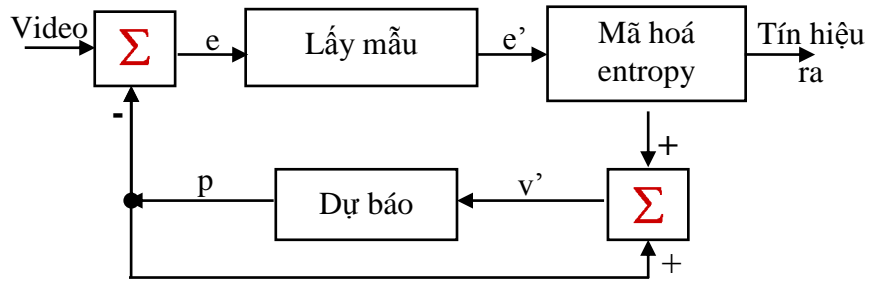 Video
Σ
e
Lấy mẫu
e’
Mã hoá
entropy
Tín hiệu
ra
-
+
p
Dự báo
v’
Σ
+